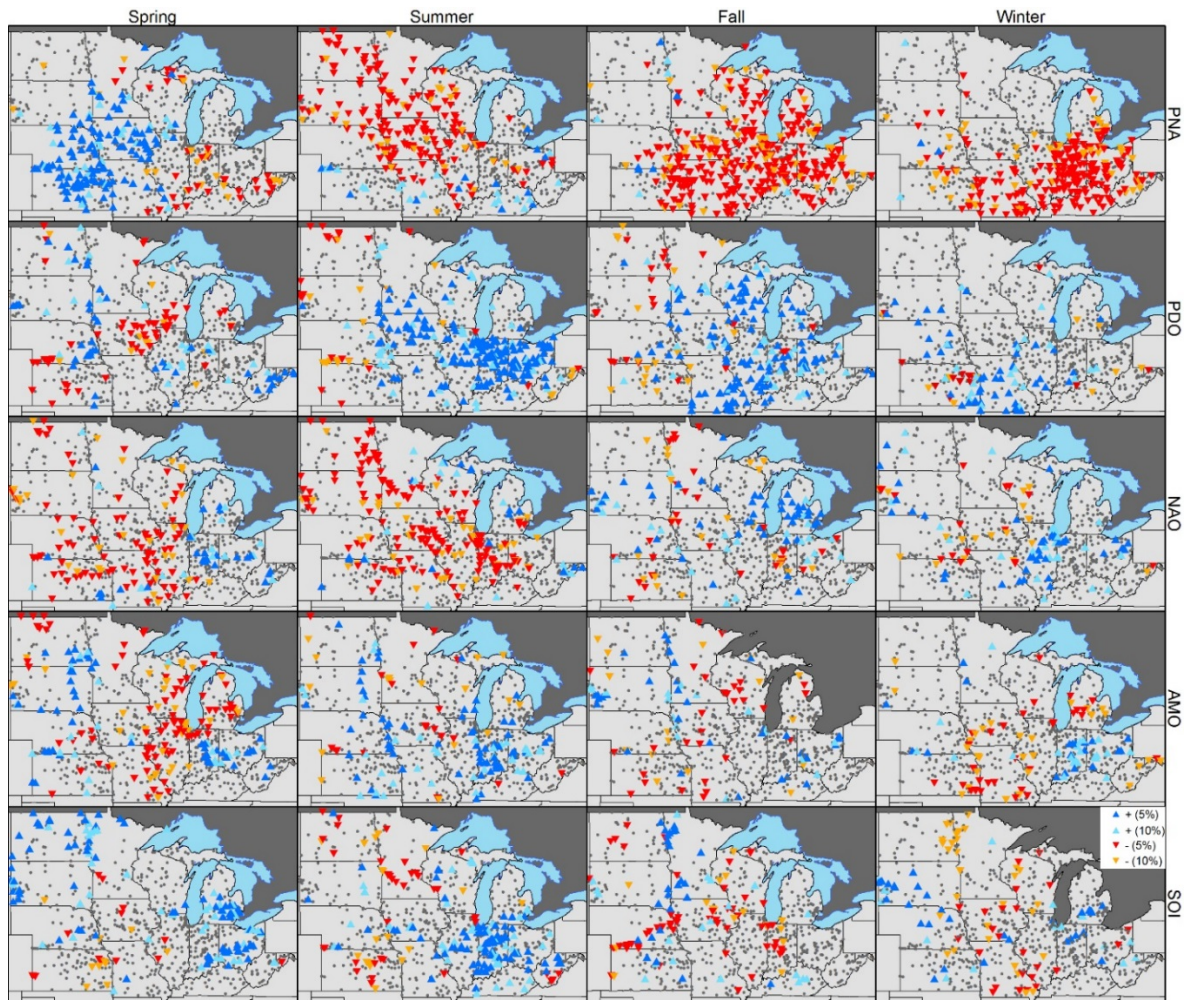 Spring Summer Fall Winter
PNA
PDO
NAO
AMO
SOI
+ (5%)
+ (10%)
- (5%)
- (10%)